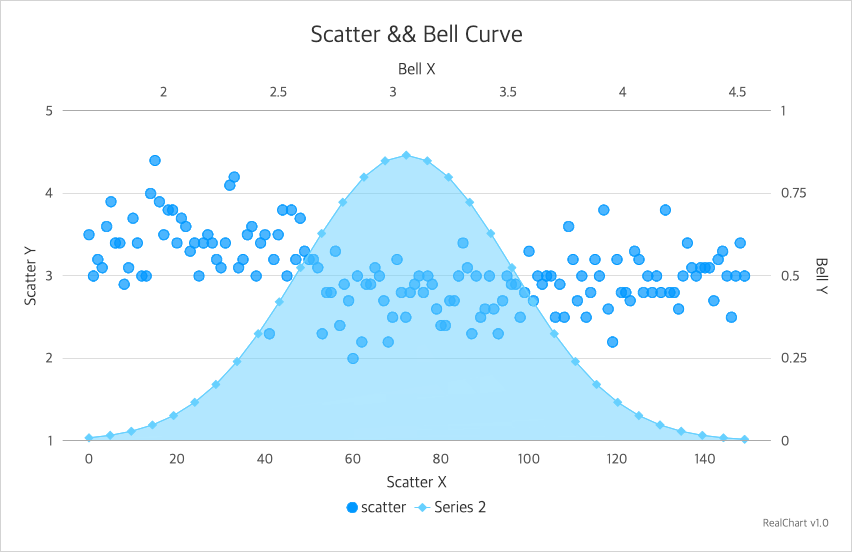 Scatter && Bell Curve
Bell X
2 2.5 3 3.5 4 4.5
5 1
4 0.75
3 0.5
2 0.25
1 0
Scatter Y
Bell Y
0 20 40 60 80 100 120 140
Scatter X
scatter Series 2
RealChart v1.0